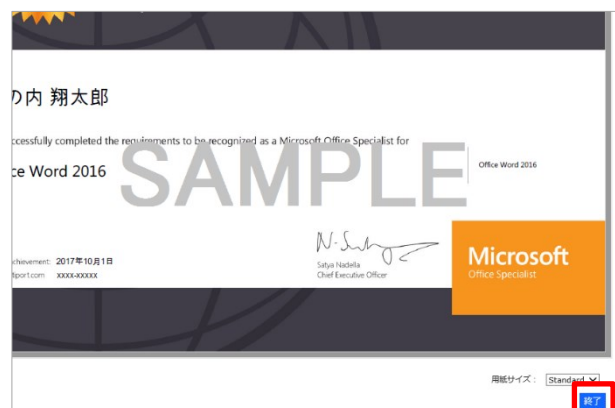 の内 翔太郎
ccessfully completed the requirements to be recognized as a Microsoft Office Specialist for
ce Word 2016
SAMPLE
Office Word 2016
chievement: 2017年10月1日
tiport.com xxxx-xxxxx
Satya Nadella
Chief Executive Officer
Microsoft
Office Specialist
用紙サイズ： Standard
終了